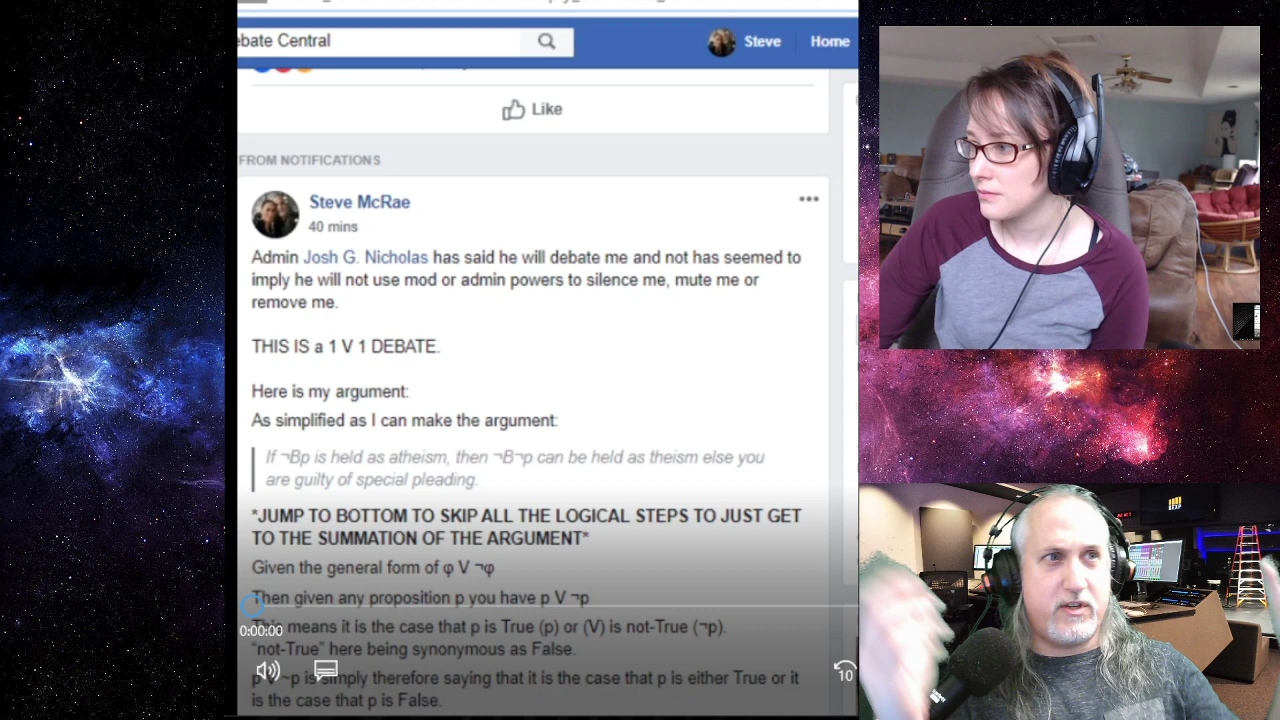 ebate Central
Steve
Home
Like
FROM NOTIFICATIONS
Steve McRae
40 mins
Admin Josh G. Nicholas has said he will debate me and not has seemed to
imply he will not use mod or admin powers to silence me, mute me or
remove me.
THIS IS a 1 V 1 DEBATE.
Here is my argument:
As simplified as I can make the argument:
If ¬Bp is held as atheism, then ¬B¬p can be held as theism else you
are guilty of special pleading.
*JUMP TO BOTTOM TO SKIP ALL THE LOGICAL STEPS TO JUST GET
TO THE SUMMATION OF THE ARGUMENT*
Given the general form of φ V ¬φ
Then given any proposition p you have p V ¬p
This means it is the case that p is True (p) or (V) is not-True (¬p).
0:00:00
"not-True" here being synonymous as False.
p V ¬p is simply therefore saying that it is the case that p is either True or it
is the case that p is False.
10